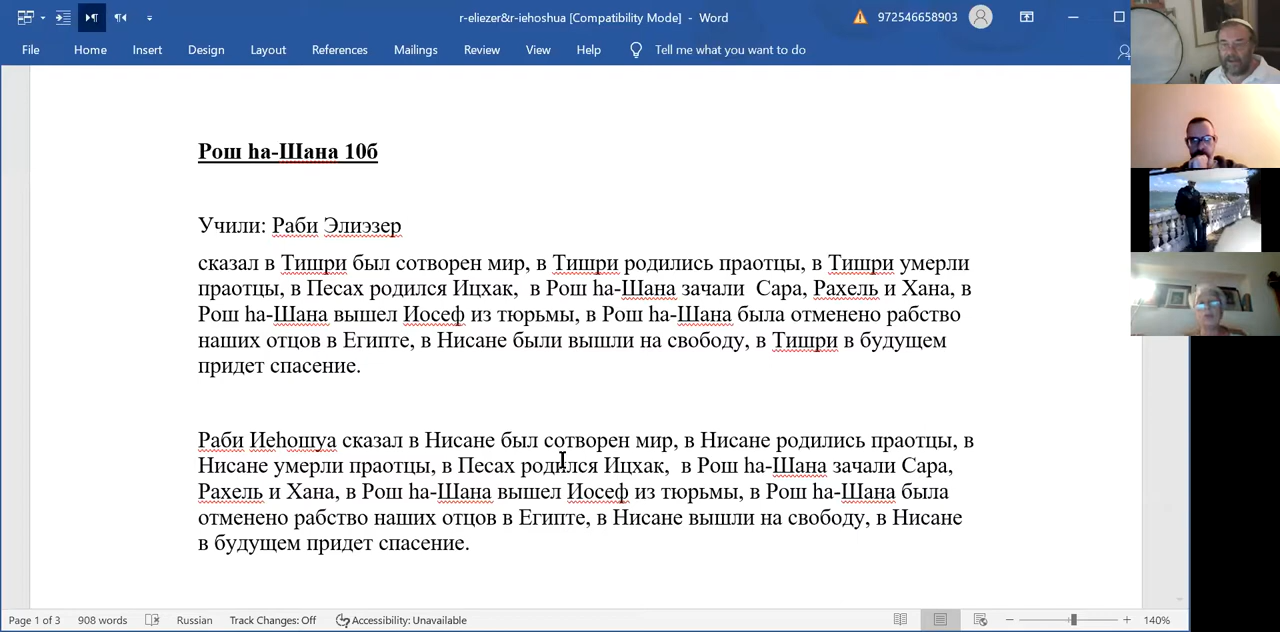 r-eliezer&r-iehoshua [Compatibility Mode] - Word
972546658903
File Home Insert Design Layout References Mailings Review View Help Tell me what you want to do
Рош hа-Шана 10б
Учили: Раби Элиэзер
сказал в Тишри был сотворен мир, в Тишри родились праотцы, в Тишри умерли
праотцы, в Песах родился Ицхак, в Рош hа-Шана зачали Сара, Рахель и Хана, в
Рош hа-Шана вышел Иосеф из тюрьмы, в Рош hа-Шана была отменено рабство
наших отцов в Египте, в Нисане были вышли на свободу, в Тишри в будущем
придет спасение.
Раби Иеhошуа сказал в Нисане был сотворен мир, в Нисане родились праотцы, в
Нисане умерли праотцы, в Песах родился Ицхак, в Рош hа-Шана зачали Сара,
Рахель и Хана, в Рош hа-Шана вышел Иосеф из тюрьмы, в Рош hа-Шана была
отменено рабство наших отцов в Египте, в Нисане вышли на свободу, в Нисане
в будущем придет спасение.
Page 1 of 3 908 words Russian Track Changes: Off Accessibility: Unavailable 140%